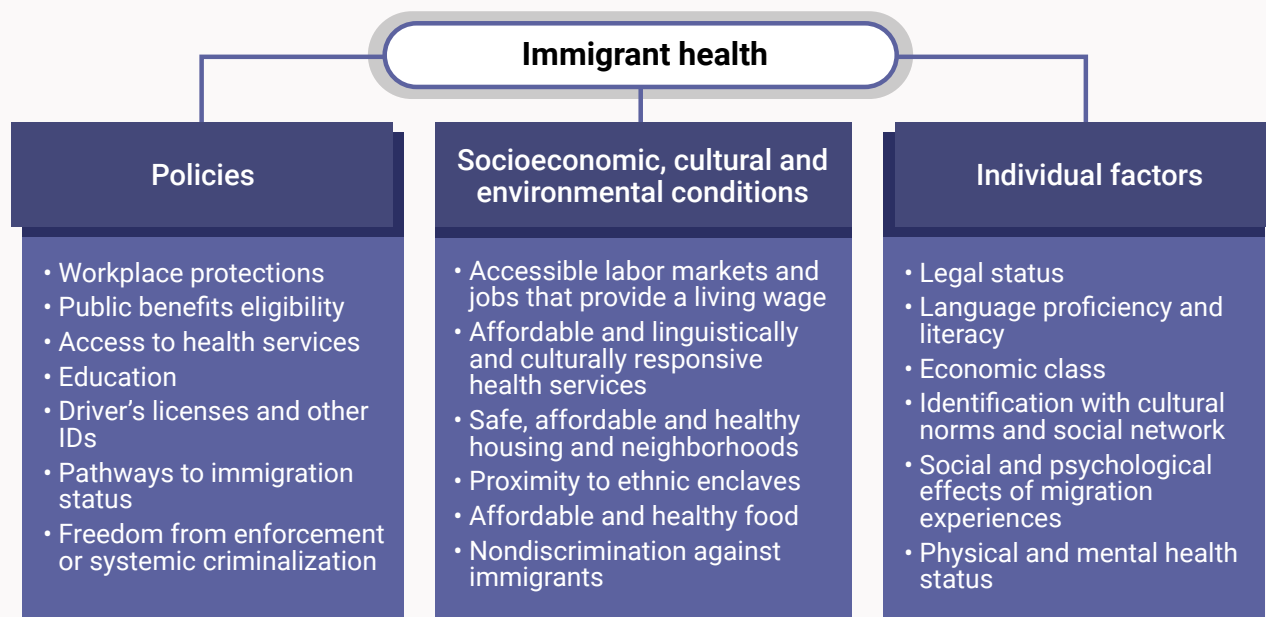 Immigrant health
Policies
• Workplace protections
• Public benefits eligibility
• Access to health services
• Education
• Driver’s licenses and other
IDs
• Pathways to immigration
status
• Freedom from enforcement
or systemic criminalization
Socioeconomic, cultural and
environmental conditions
• Accessible labor markets and
jobs that provide a living wage
• Affordable and linguistically
and culturally responsive
health services
• Safe, affordable and healthy
housing and neighborhoods
• Proximity to ethnic enclaves
• Affordable and healthy food
• Nondiscrimination against
immigrants
Individual factors
• Legal status
• Language proficiency and
literacy
• Economic class
• Identification with cultural
norms and social network
• Social and psychological
effects of migration
experiences
• Physical and mental health
status